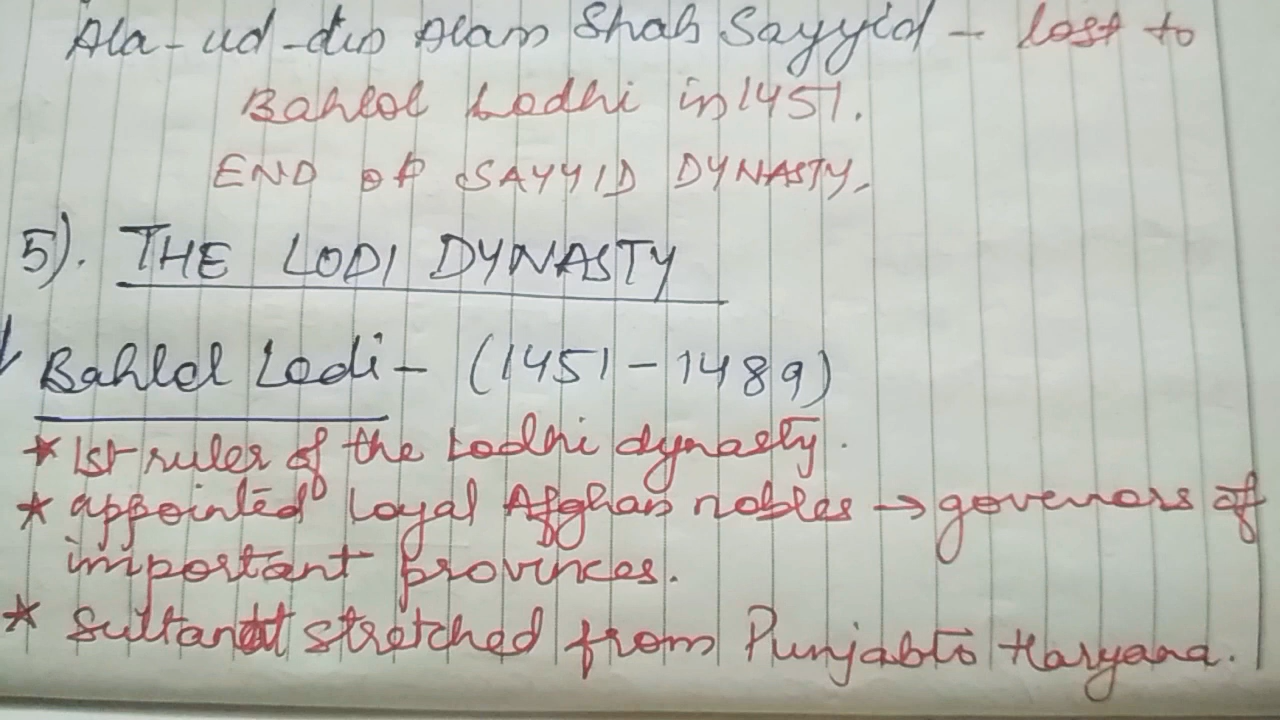 Ala-ud-din Alam Shah Sayyid - lost to
Bahlol Lodhi in 1451.
END OF SAYYID DYNASTY.
5). THE LODI DYNASTY
Bahlol Lodi - (1451-1489)
* 1st ruler of the Lodhi dynasty.
* appointed loyal Afghan nobles → governors of
important provinces.
* Sultanat stretched from Punjab to Haryana.